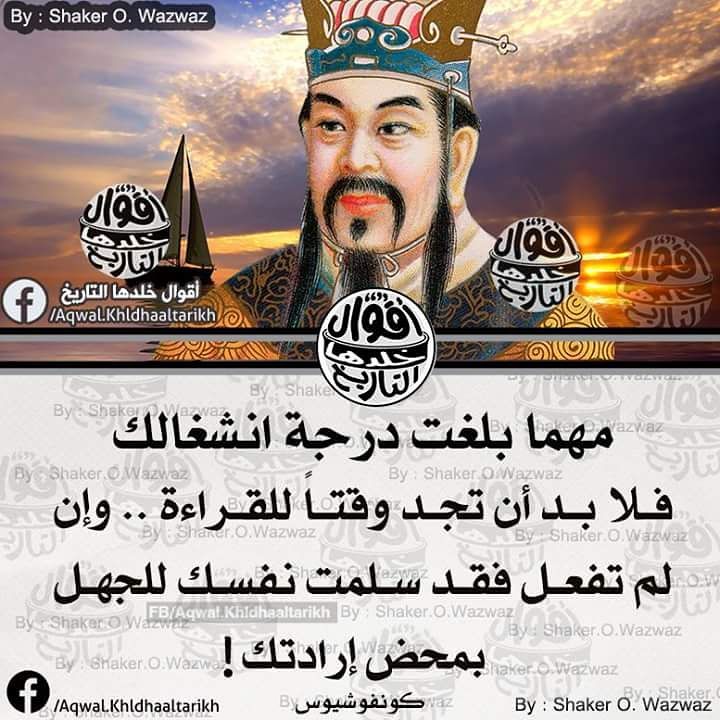 By : Shaker O. Wazwaz
أقوال
خلدها
التاريخ
أقوال خلدها التاريخ
/Aqwal.Khldhaaltarikh
مهما بلغت درجة انشغالك
فلا بد أن تجد وقتاً للقراءة .. وإن
لم تفعل فقد سلمت نفسك للجهل
FB/Aqwal.Khldhaaltarikh
بمحض إرادتك !
كونفوشيوس
/Aqwal.Khldhaaltarikh
By : Shaker O. Wazwaz